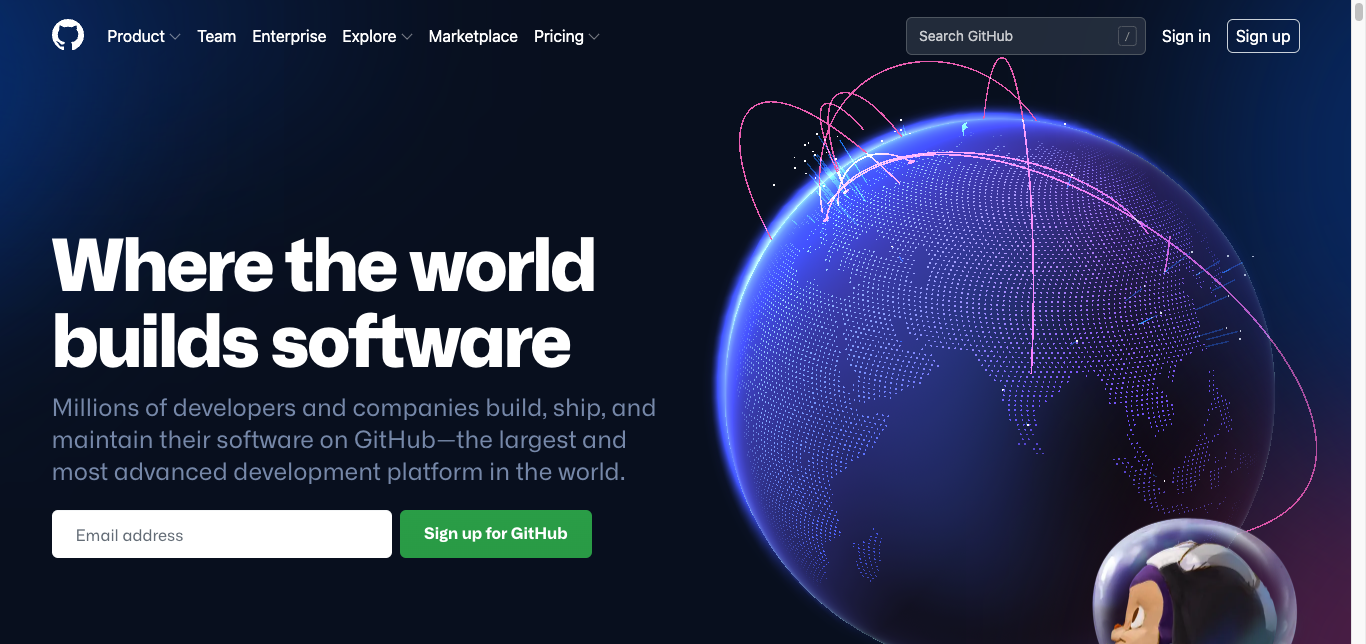 Product Team Enterprise Explore Marketplace Pricing Search GitHub / Sign in Sign up
Where the world
builds software
Millions of developers and companies build, ship, and
maintain their software on GitHub—the largest and
most advanced development platform in the world.
Email address Sign up for GitHub